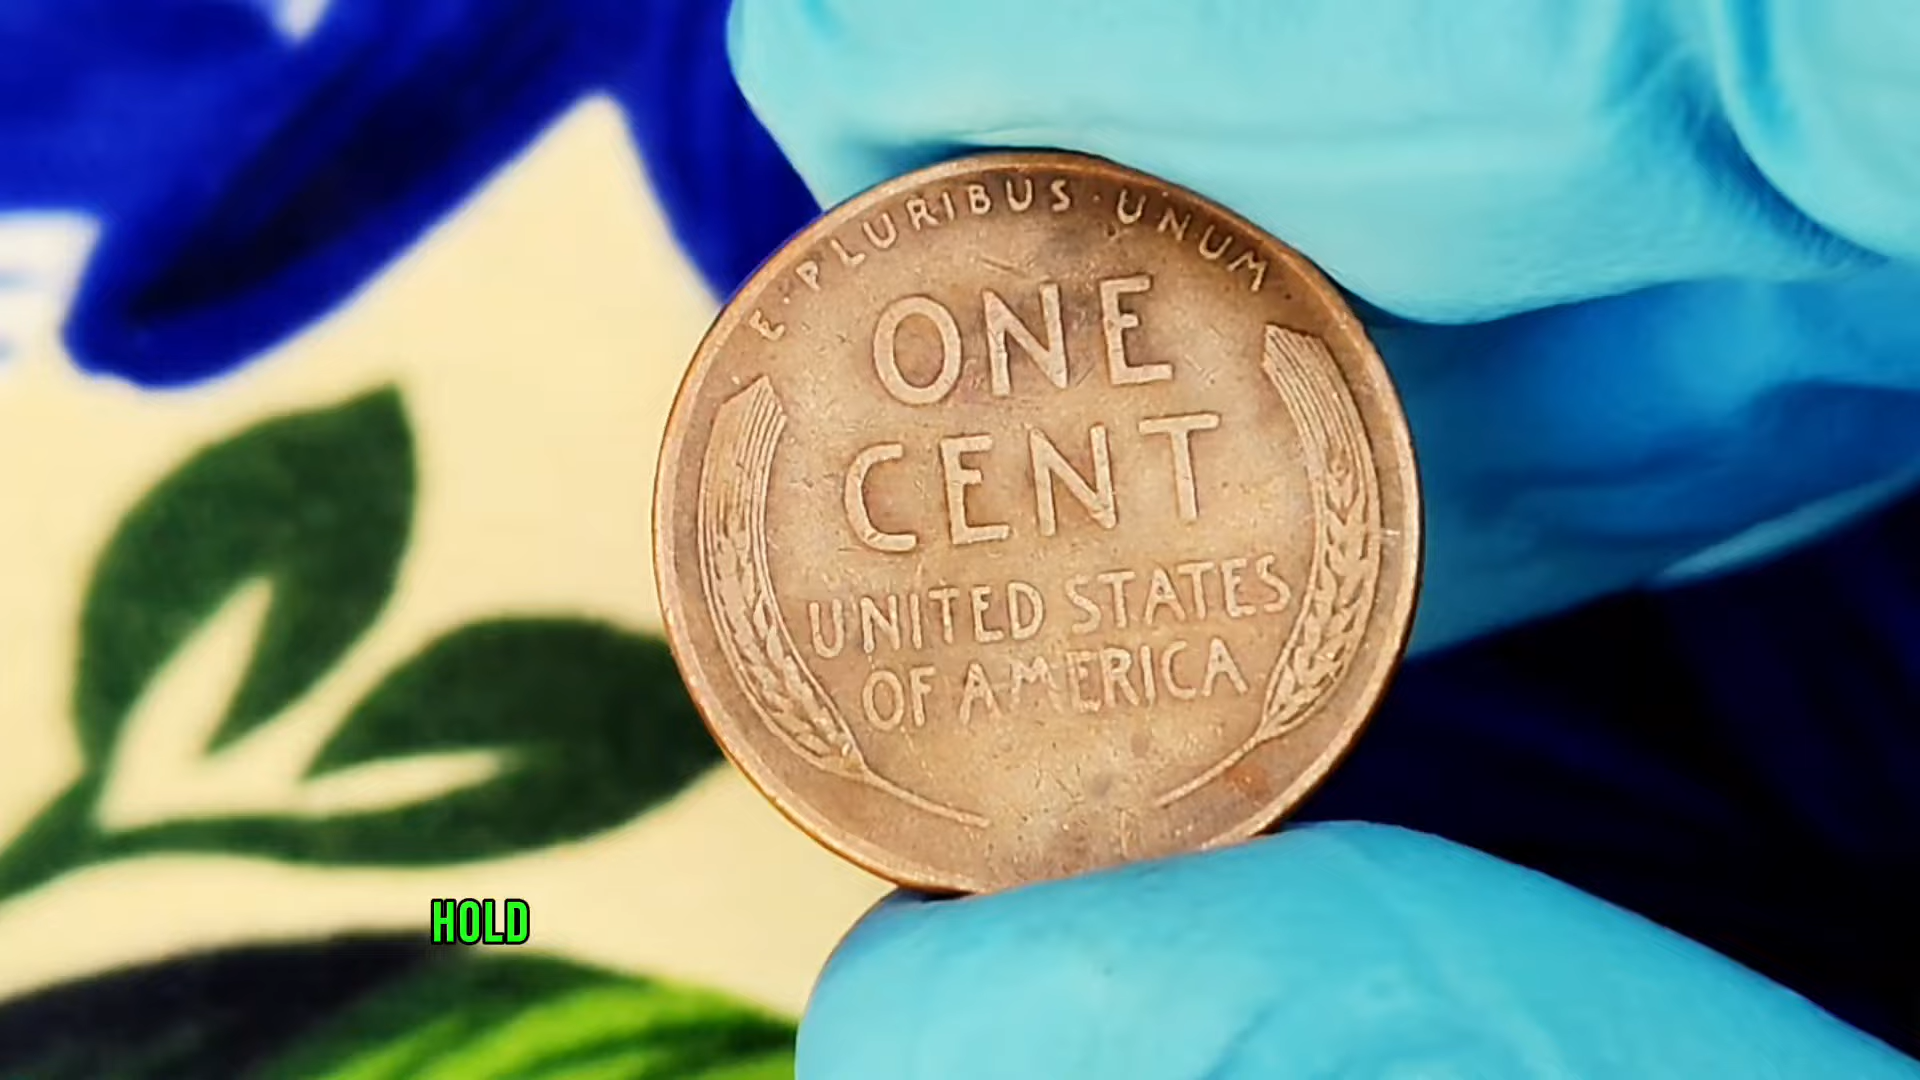 E·PLURIBUS·UNUM
ONE
CENT
UNITED STATES
OF AMERICA
HOLD